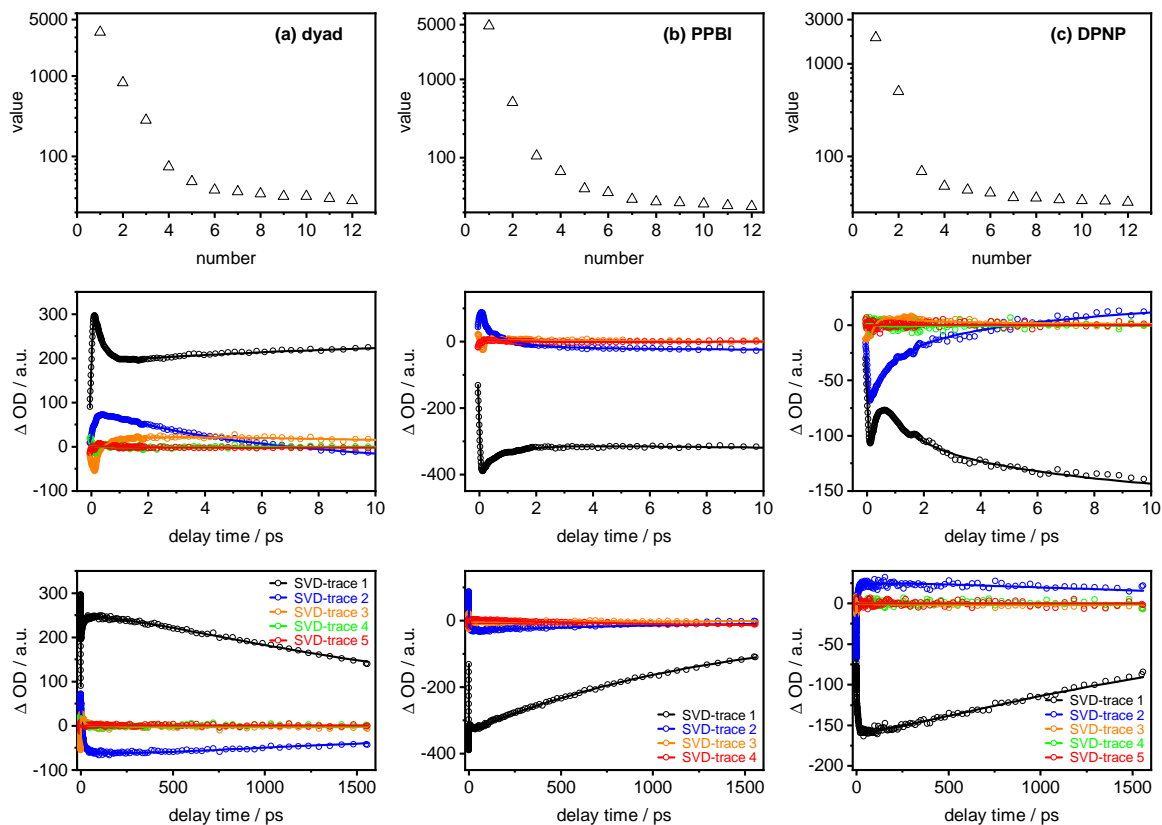 (a) dyad
5000
1000
100
value
2 4 6 8 10 12
number
(b) PPBI
5000
1000
100
value
2 4 6 8 10 12
number
(c) DPNP
3000
1000
100
value
2 4 6 8 10 12
number
300
200
100
0
-100
Δ OD / a.u.
0 2 4 6 8 10
delay time / ps
0
-200
-400
Δ OD / a.u.
0 2 4 6 8 10
delay time / ps
0
-50
-100
-150
Δ OD / a.u.
0 2 4 6 8 10
delay time / ps
300
200
100
0
-100
Δ OD / a.u.
SVD-trace 1
SVD-trace 2
SVD-trace 3
SVD-trace 4
SVD-trace 5
0 500 1000 1500
delay time / ps
0
-200
-400
Δ OD / a.u.
SVD-trace 1
SVD-trace 2
SVD-trace 3
SVD-trace 4
0 500 1000 1500
delay time / ps
0
-50
-100
-150
-200
Δ OD / a.u.
SVD-trace 1
SVD-trace 2
SVD-trace 3
SVD-trace 4
SVD-trace 5
0 500 1000 1500
delay time / ps